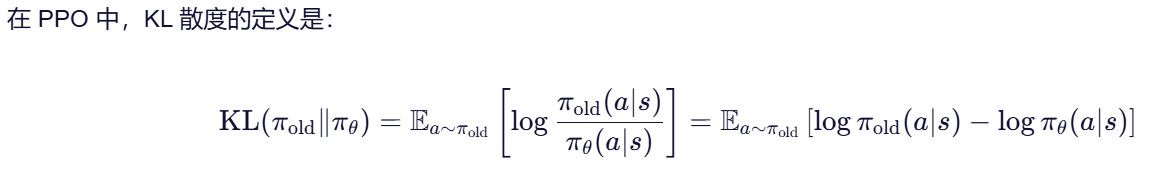 在 PPO 中，KL 散度的定义是：
KL(π_old‖π_θ) = 𝔼_{a∼π_old} [log π_old(a|s) / π_θ(a|s)] = 𝔼_{a∼π_old} [log π_old(a|s) − log π_θ(a|s)]